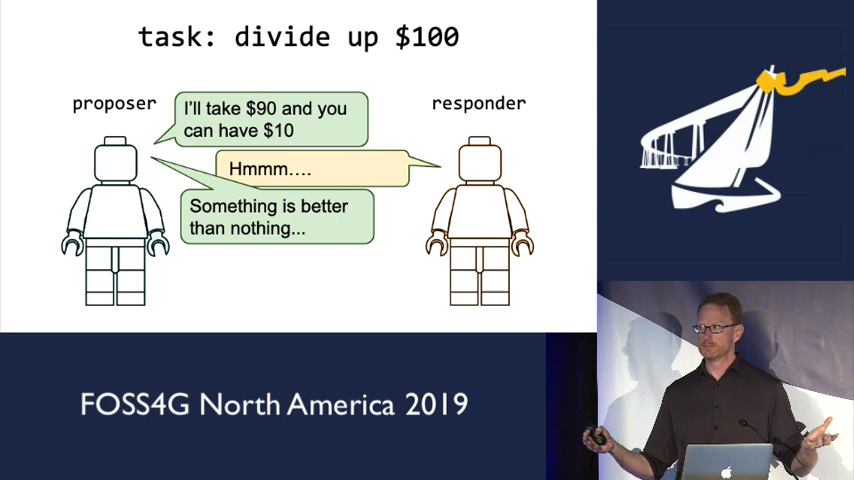 task: divide up $100
proposer
responder
I'll take $90 and you
can have $10
Hmmm....
Something is better
than nothing...
FOSS4G North America 2019